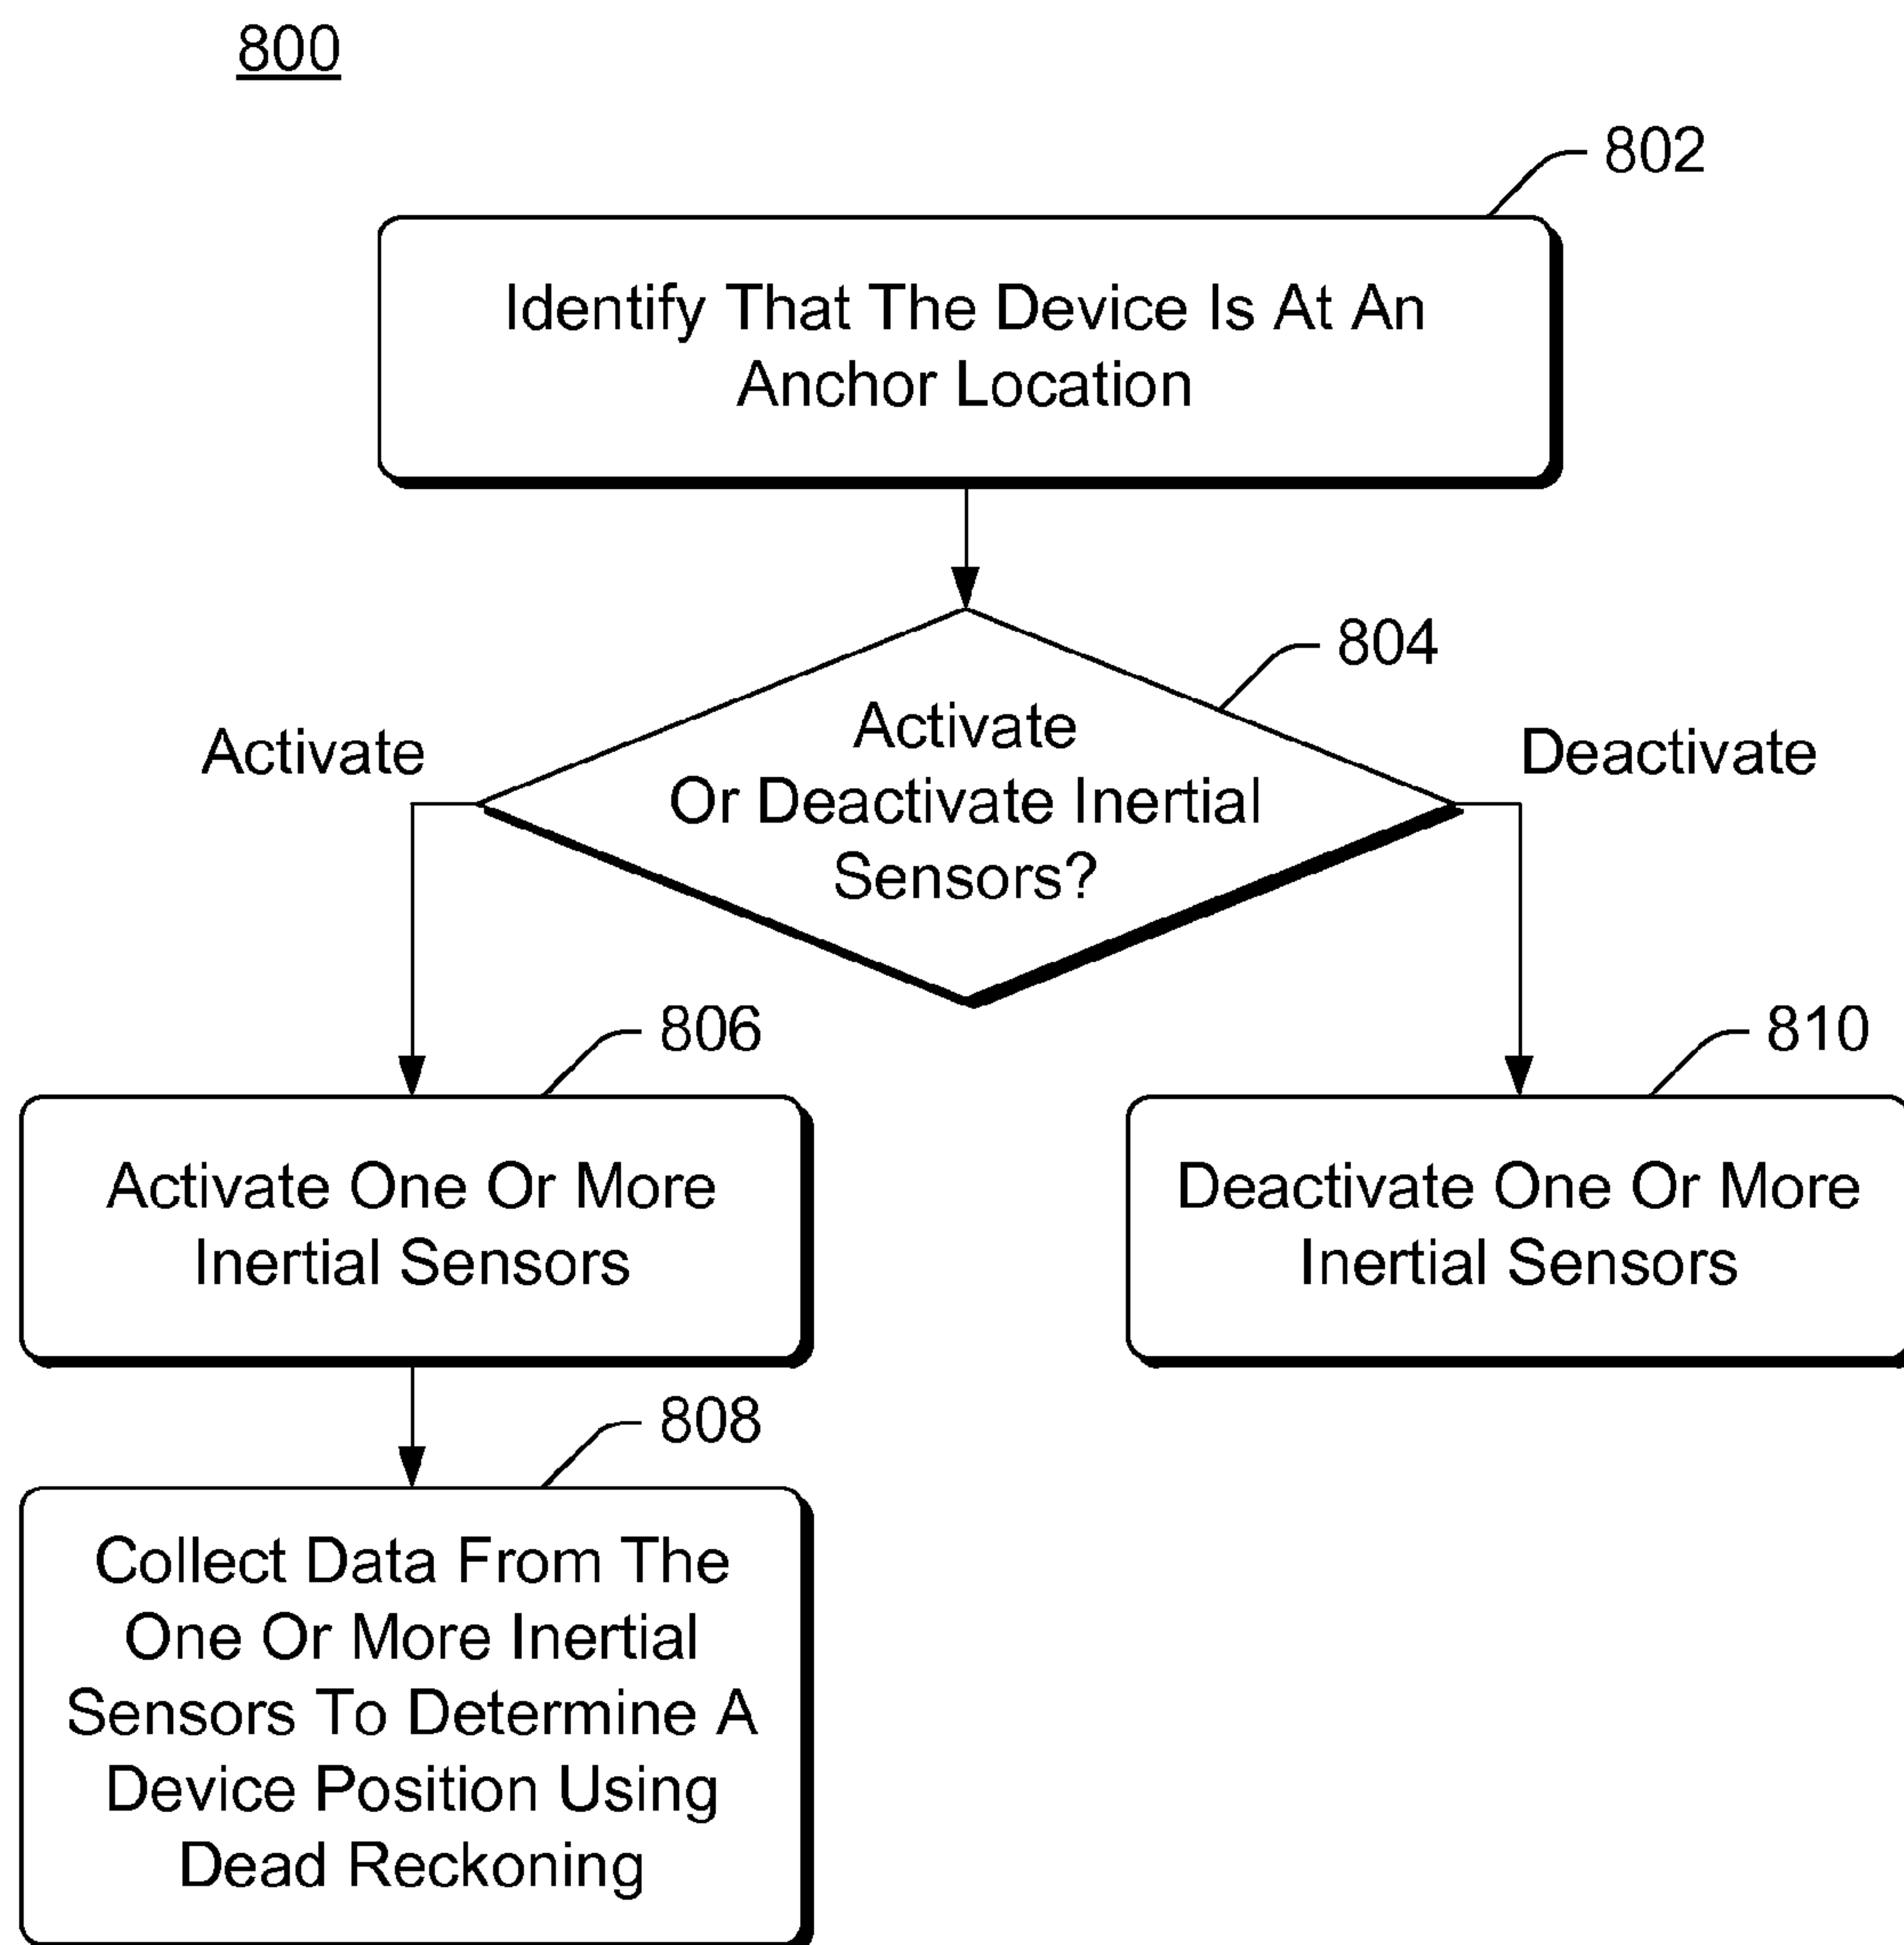 800
802
Identify That The Device Is At An
Anchor Location
804
Activate
Or Deactivate Inertial
Sensors?
Activate
Deactivate
806
Activate One Or More
Inertial Sensors
810
Deactivate One Or More
Inertial Sensors
808
Collect Data From The
One Or More Inertial
Sensors To Determine A
Device Position Using
Dead Reckoning